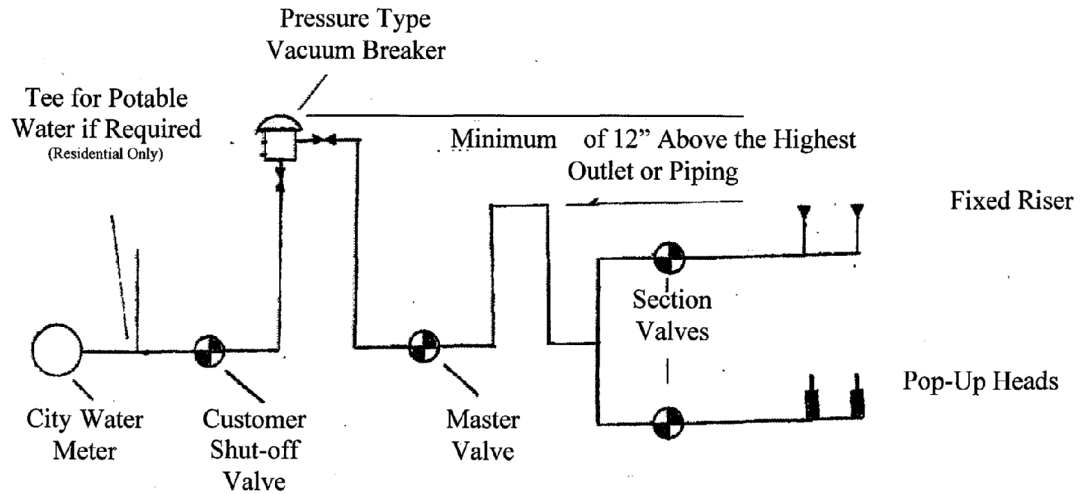 Pressure Type
Vacuum Breaker
Tee for Potable
Water if Required
(Residential Only)
Minimum of 12” Above the Highest
Outlet or Piping
Fixed Riser
Section
Valves
Pop-Up Heads
City Water
Meter
Customer
Shut-off
Valve
Master
Valve